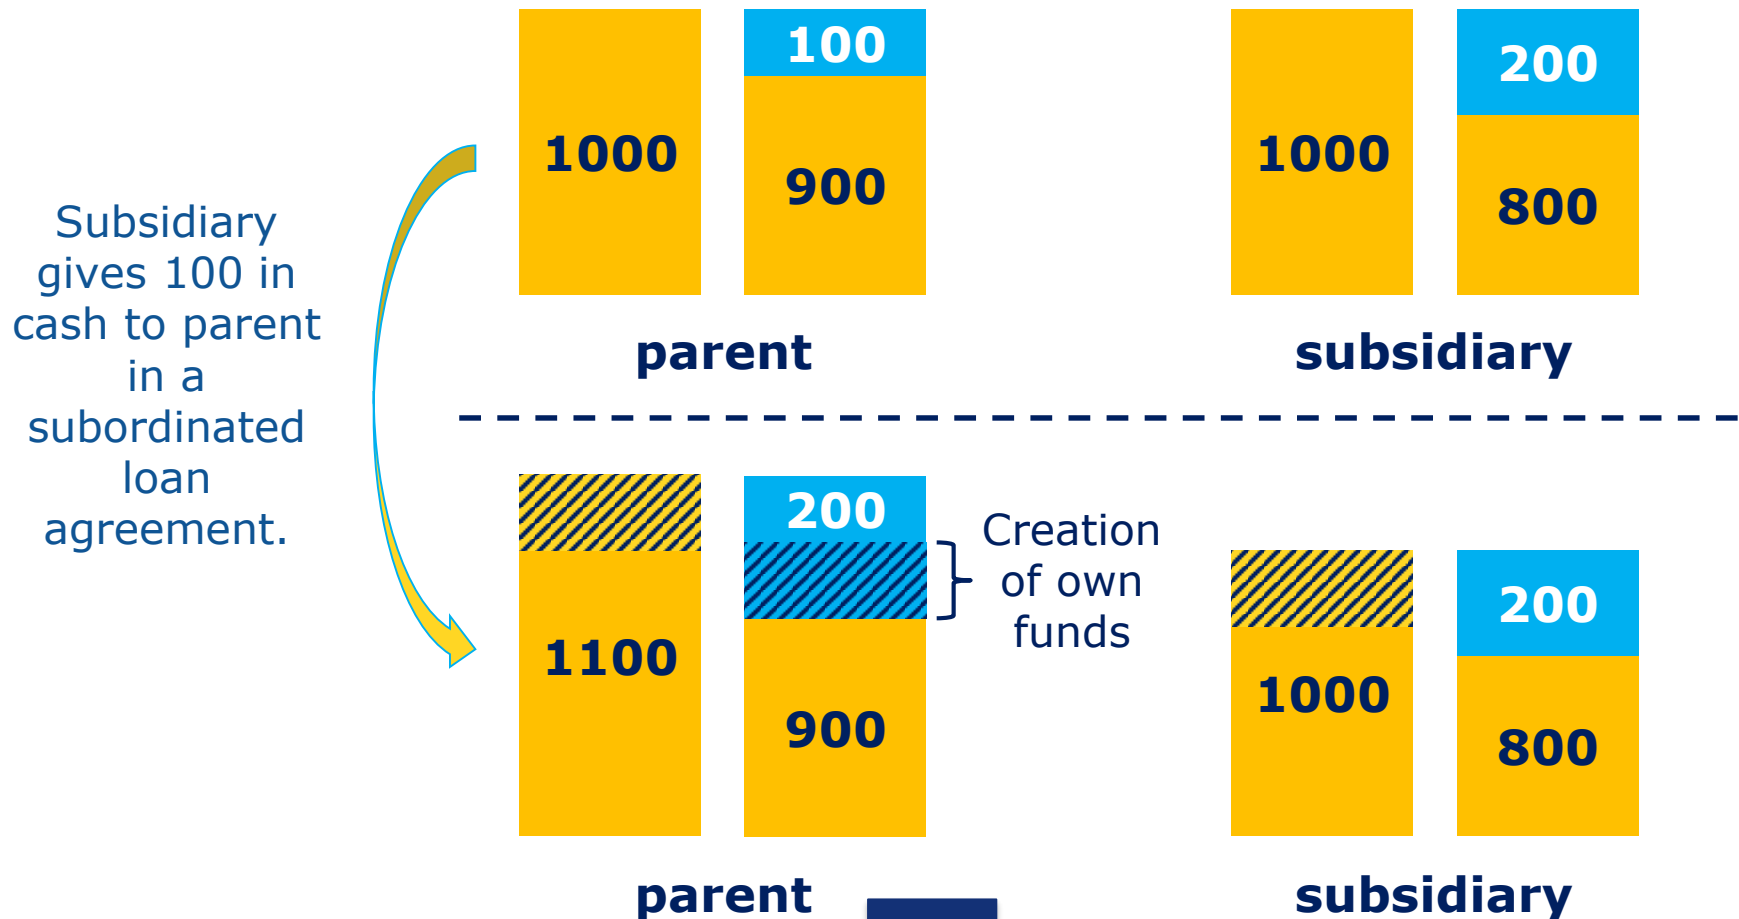 Subsidiary
gives 100 in
cash to parent
in a
subordinated
loan
agreement.
1000
100
900
parent
1000
200
800
subsidiary
1100
200
900
Creation
of own
funds
parent
1000
200
800
subsidiary